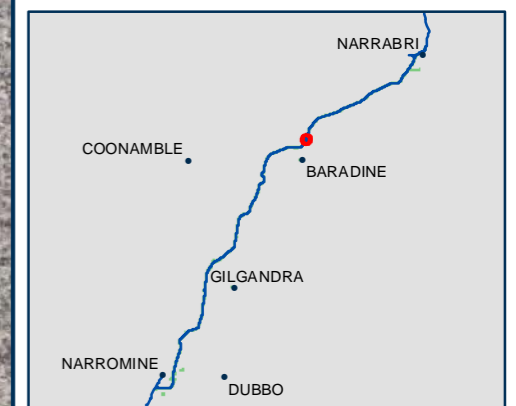 NARRABRI
COONAMBLE
BARADINE
GILGANDRA
NARROMINE
DUBBO